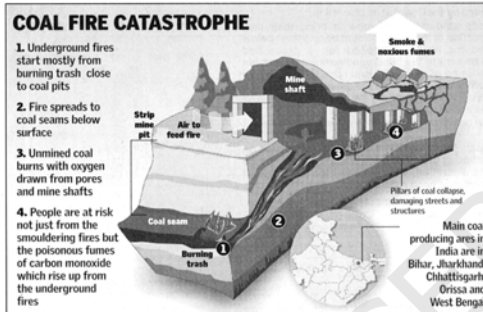 COAL FIRE CATASTROPHE
1. Underground fires
start mostly from
burning trash close
to coal pits
2. Fire spreads to
coal seams below
surface
3. Unmined coal
burns with oxygen
drawn from pores
and mine shafts
4. People are at risk
not just from the
smouldering fires but
the poisonous fumes
of carbon monoxide
which rise up from
the underground
fires
Smoke &
noxious fumes
Mine
shaft
Strip
mine
pit
Air to
feed fire
4
3
Pillars of coal collapse,
damaging streets and
structures
Coal seam
2
1
Burning
trash
Main coa
producing ares in
India are in
Bihar, Jharkhand
Chhattisgarh
Orissa and
West Benga